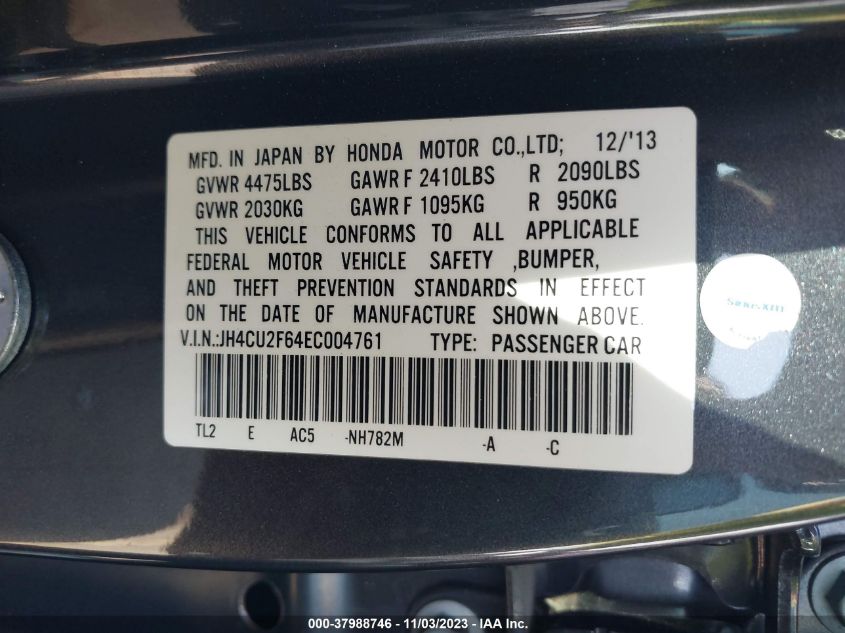 MFD. IN JAPAN BY HONDA MOTOR CO.,LTD; 12/'13
GVWR 4475LBS GAWR F 2410LBS R 2090LBS
GVWR 2030KG GAWR F 1095KG R 950KG
THIS VEHICLE CONFORMS TO ALL APPLICABLE
FEDERAL MOTOR VEHICLE SAFETY ,BUMPER,
AND THEFT PREVENTION STANDARDS IN EFFECT
ON THE DATE OF MANUFACTURE SHOWN ABOVE.
V.I.N.:JH4CU2F64EC004761 TYPE: PASSENGER CAR
TL2 E AC5 -NH782M -A -C
000-37988746 - 11/03/2023 - IAA Inc.